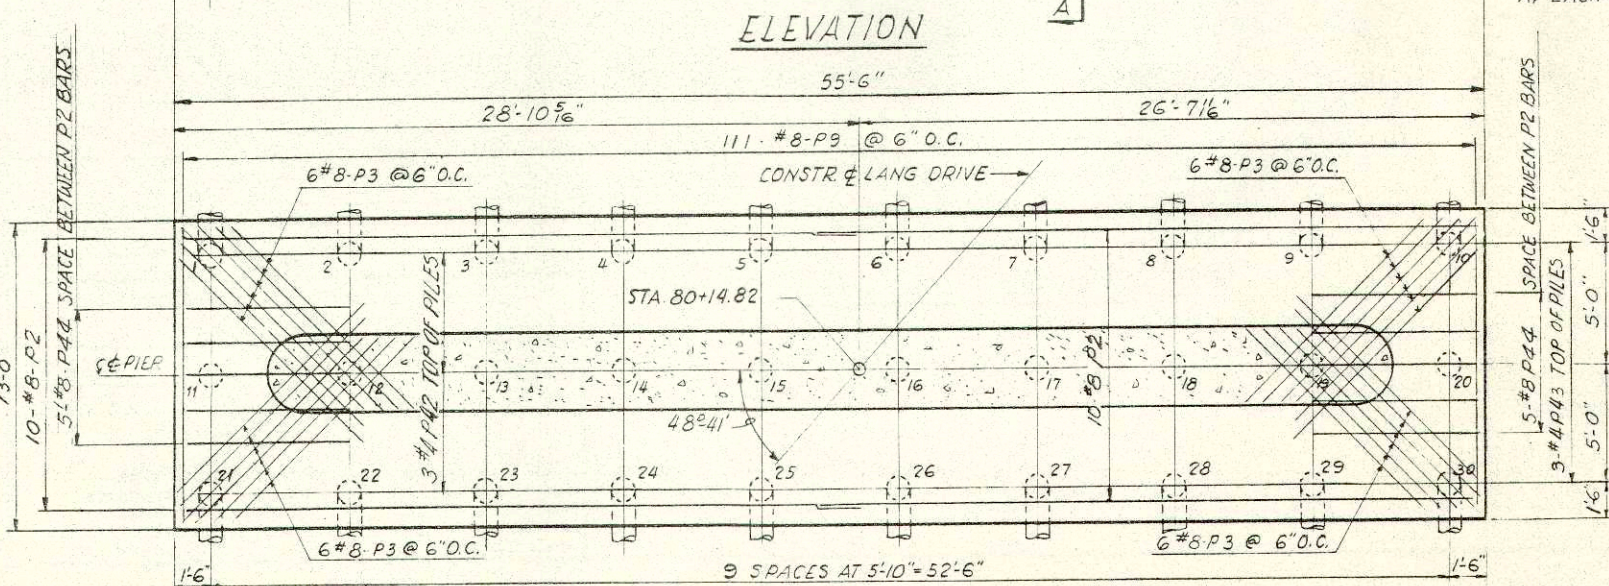 A
ELEVATION
55'-6"
28'-10 5/16"
26'-7 1/16"
111-#8-P9 @ 6" O.C.
6#8-P3 @ 6" O.C.
CONSTR ℄ LANG DRIVE
6#8-P3 @ 6" O.C.
1 2 3 4 5 6 7 8 9 10
STA. 80+14.82
℄ PIER
11 12 13 14 15 16 17 18 19 20
48°41'
21 22 23 24 25 26 27 28 29 30
6#8-P3 @ 6" O.C.
6#8-P3 @ 6" O.C.
1'-6"
9 SPACES AT 5'-10" = 52'-6"
1'-6"
10-#8-P2
5-#8-P44 SPACE BETWEEN P2 BARS
3 #4 P42 TOP OF PILES
10 #8 P2
5-#8 P44 SPACE BETWEEN P2 BARS
3-#4P43 TOP OF PILES
1'-6"
5'-0"
5'-0"
1'-6"